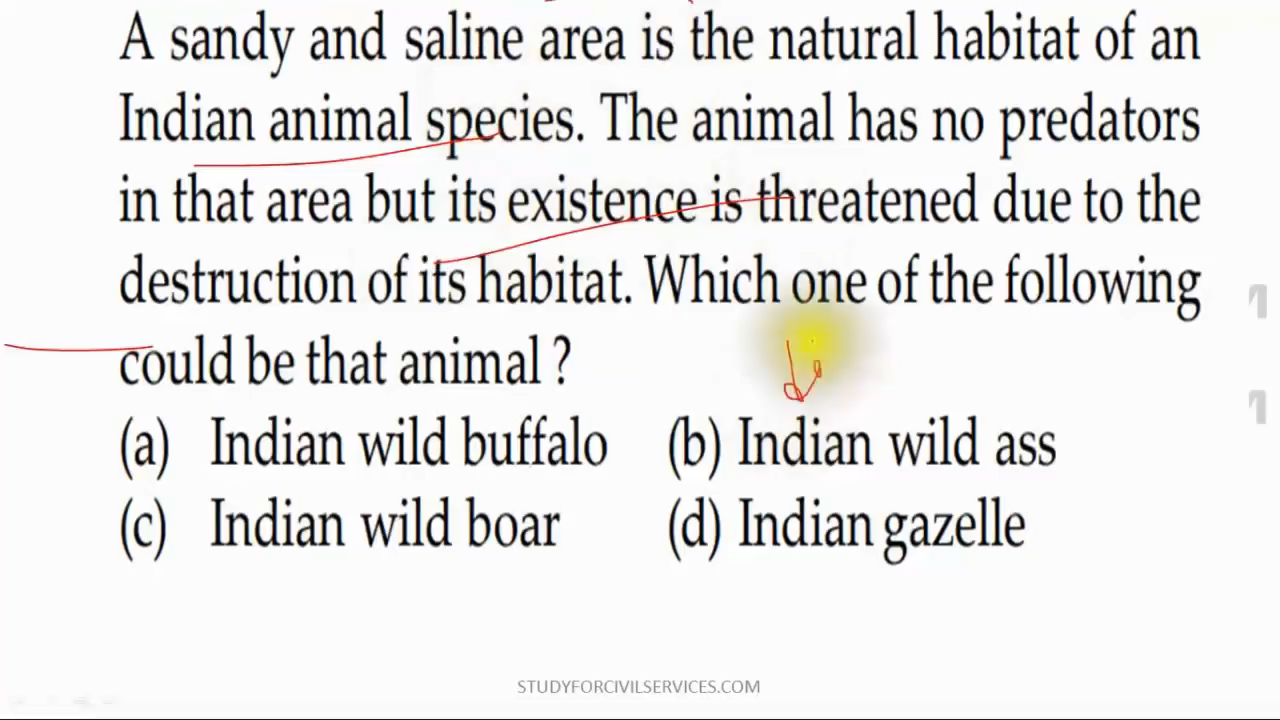 A sandy and saline area is the natural habitat of an
Indian animal species. The animal has no predators
in that area but its existence is threatened due to the
destruction of its habitat. Which one of the following
could be that animal ?
(a) Indian wild buffalo (b) Indian wild ass
(c) Indian wild boar (d) Indian gazelle
STUDYFORCIVILSERVICES.COM